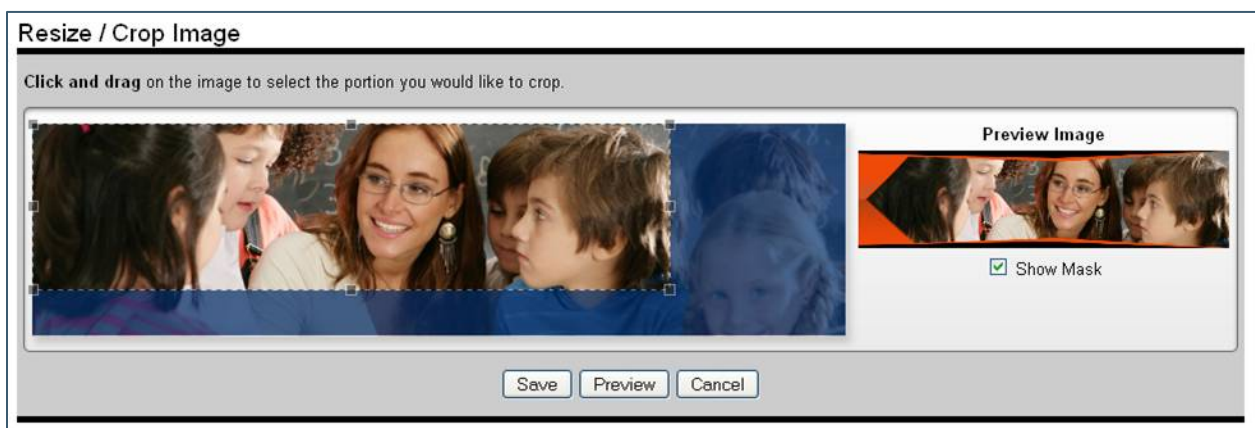 Resize / Crop Image
Click and drag on the image to select the portion you would like to crop.
Preview Image
Show Mask
Save
Preview
Cancel